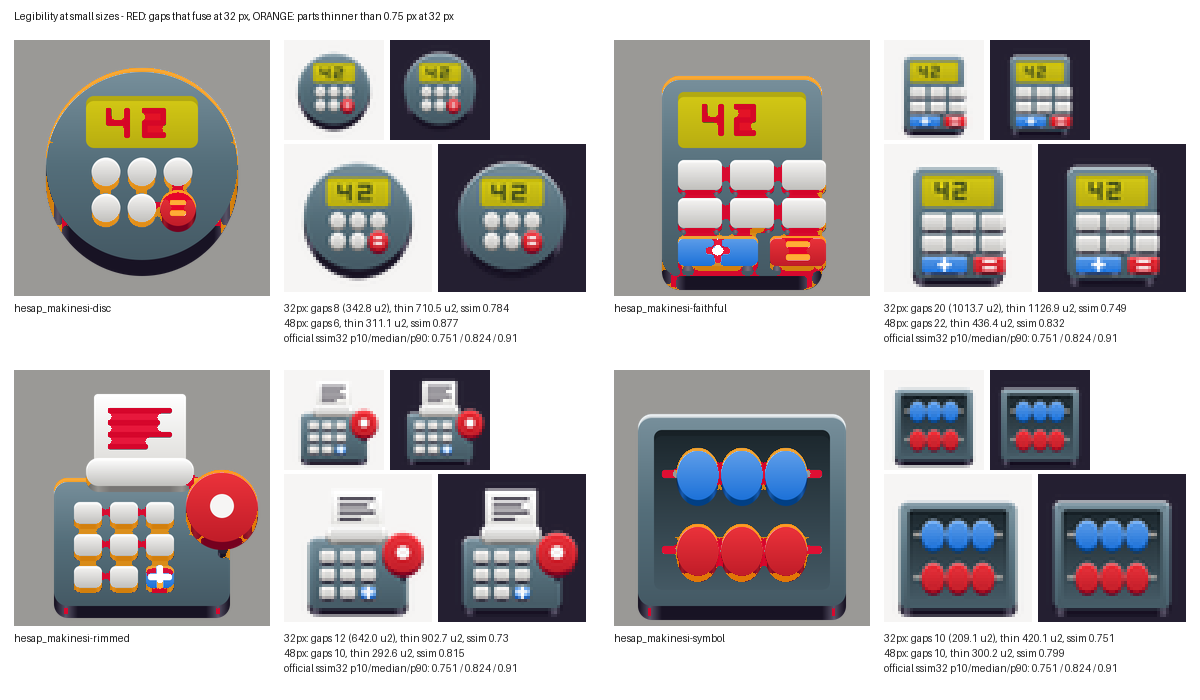 Legibility at small sizes - RED: gaps that fuse at 32 px, ORANGE: parts thinner than 0.75 px at 32 px
42
42
42
42
42
hesap_makinesi-disc
32px: gaps 8 (342.8 u2), thin 710.5 u2, ssim 0.784
48px: gaps 6, thin 311.1 u2, ssim 0.877
official ssim32 p10/median/p90: 0.751 / 0.824 / 0.91
42
42
42
42
42
hesap_makinesi-faithful
32px: gaps 20 (1013.7 u2), thin 1126.9 u2, ssim 0.749
48px: gaps 22, thin 436.4 u2, ssim 0.832
official ssim32 p10/median/p90: 0.751 / 0.824 / 0.91
hesap_makinesi-rimmed
32px: gaps 12 (642.0 u2), thin 902.7 u2, ssim 0.73
48px: gaps 10, thin 292.6 u2, ssim 0.815
official ssim32 p10/median/p90: 0.751 / 0.824 / 0.91
hesap_makinesi-symbol
32px: gaps 10 (209.1 u2), thin 420.1 u2, ssim 0.751
48px: gaps 10, thin 300.2 u2, ssim 0.799
official ssim32 p10/median/p90: 0.751 / 0.824 / 0.91